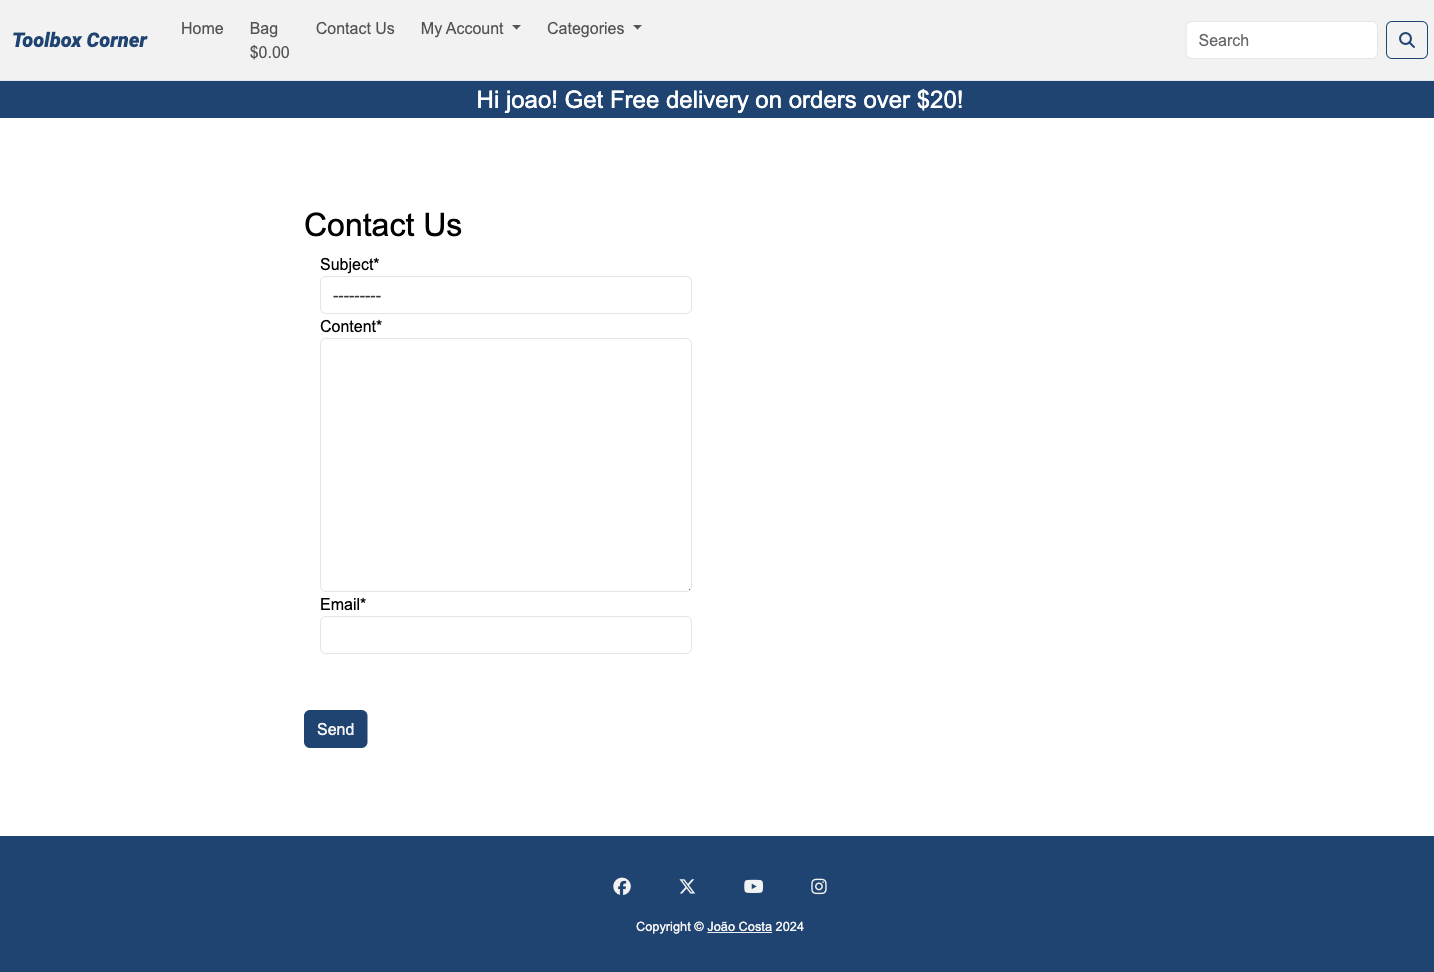 Toolbox Corner
Home
Bag
$0.00
Contact Us
My Account
Categories
Search
Hi joao! Get Free delivery on orders over $20!
Contact Us
Subject*
---------
Content*
Email*
Send
Copyright © João Costa 2024